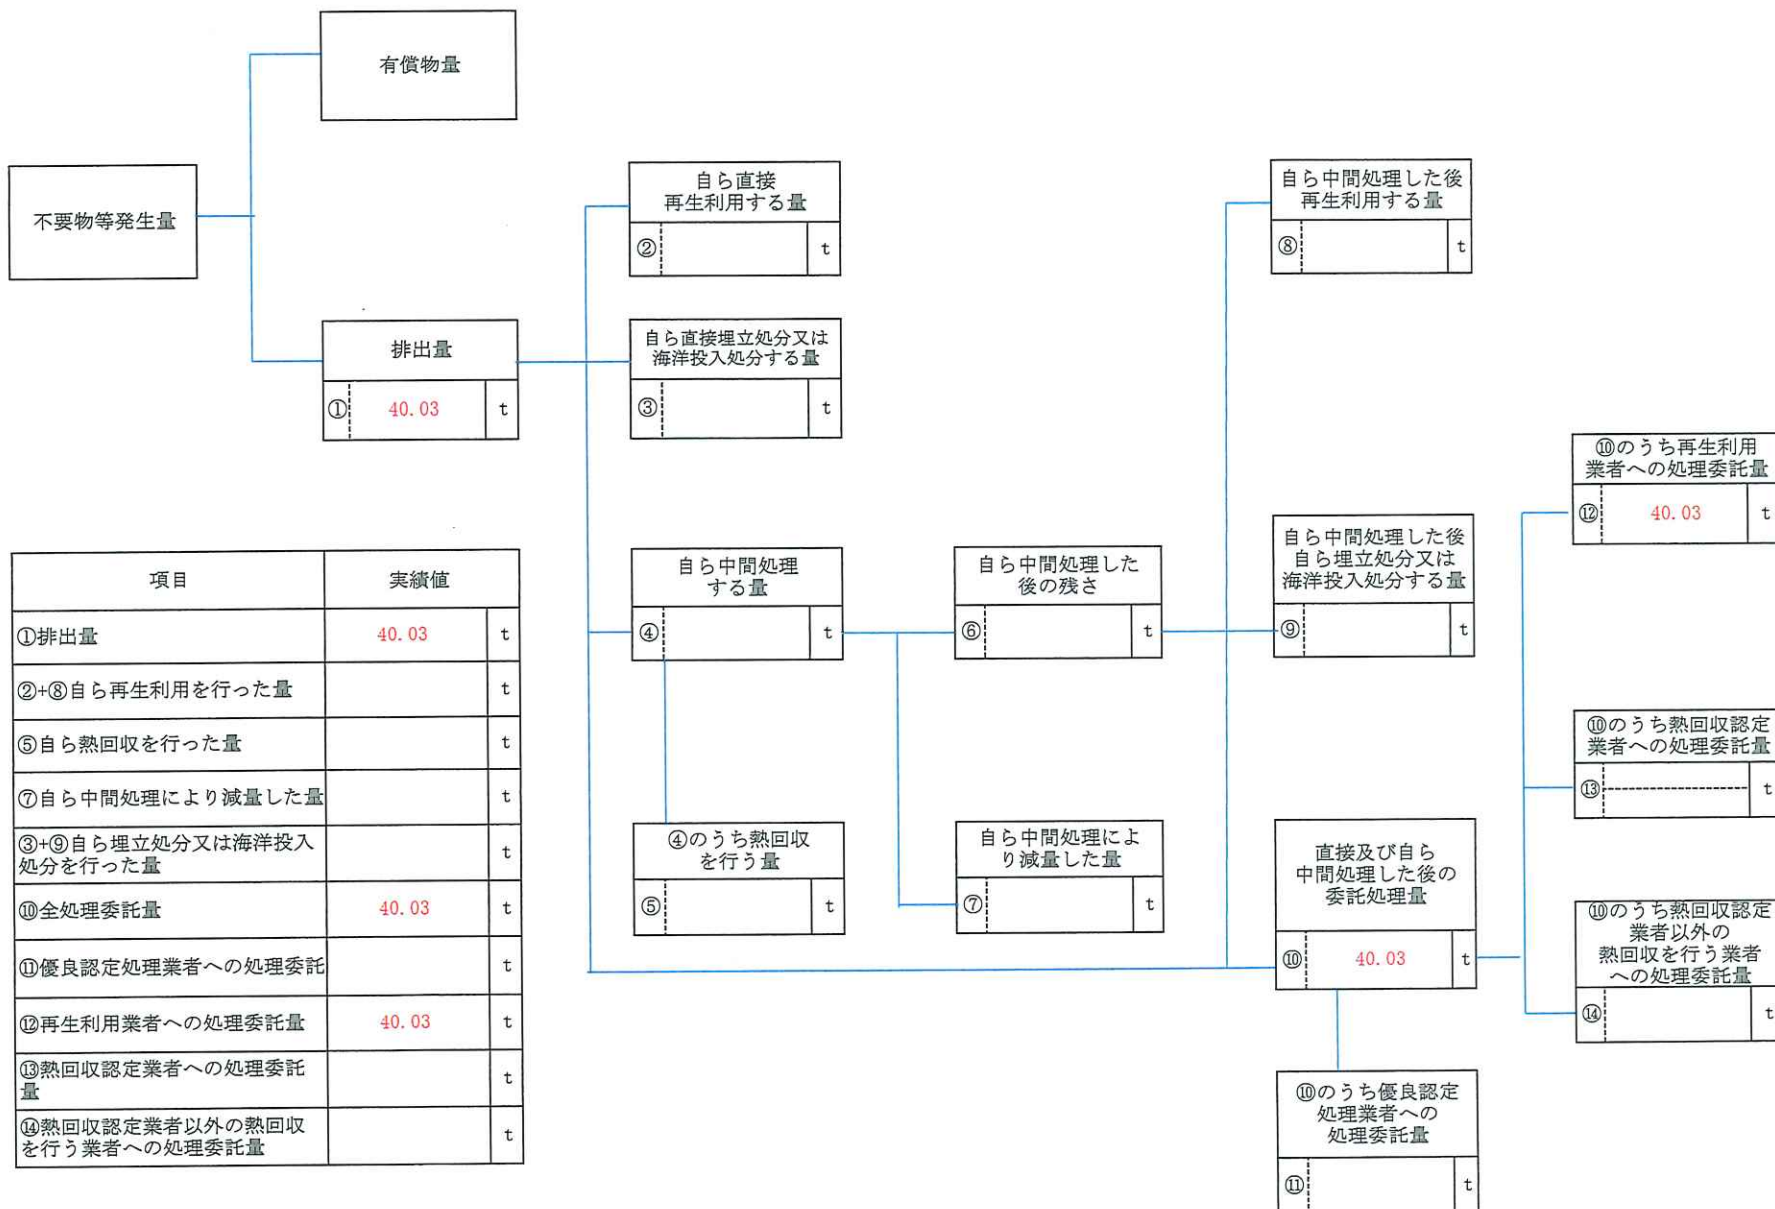 有償物量
不要物等発生量
排出量
① 40.03 t
自ら直接
再生利用する量
② t
自ら直接埋立処分又は
海洋投入処分する量
③ t
自ら中間処理
する量
④ t
④のうち熱回収
を行う量
⑤ t
自ら中間処理した
後の残さ
⑥ t
自ら中間処理によ
り減量した量
⑦ t
自ら中間処理した後
再生利用する量
⑧ t
自ら中間処理した後
自ら埋立処分又は
海洋投入処分する量
⑨ t
直接及び自ら
中間処理した後の
委託処理量
⑩ 40.03 t
⑩のうち優良認定
処理業者への
処理委託量
⑪ t
⑩のうち再生利用
業者への処理委託量
⑫ 40.03 t
⑩のうち熱回収認定
業者への処理委託量
⑬ t
⑩のうち熱回収認定
業者以外の
熱回収を行う業者
への処理委託量
⑭ t
項目 実績値
①排出量 40.03 t
②+⑧自ら再生利用を行った量 t
⑤自ら熱回収を行った量 t
⑦自ら中間処理により減量した量 t
③+⑨自ら埋立処分又は海洋投入
処分を行った量 t
⑩全処理委託量 40.03 t
⑪優良認定処理業者への処理委託 t
⑫再生利用業者への処理委託量 40.03 t
⑬熱回収認定業者への処理委託
量 t
⑭熱回収認定業者以外の熱回収
を行う業者への処理委託量 t